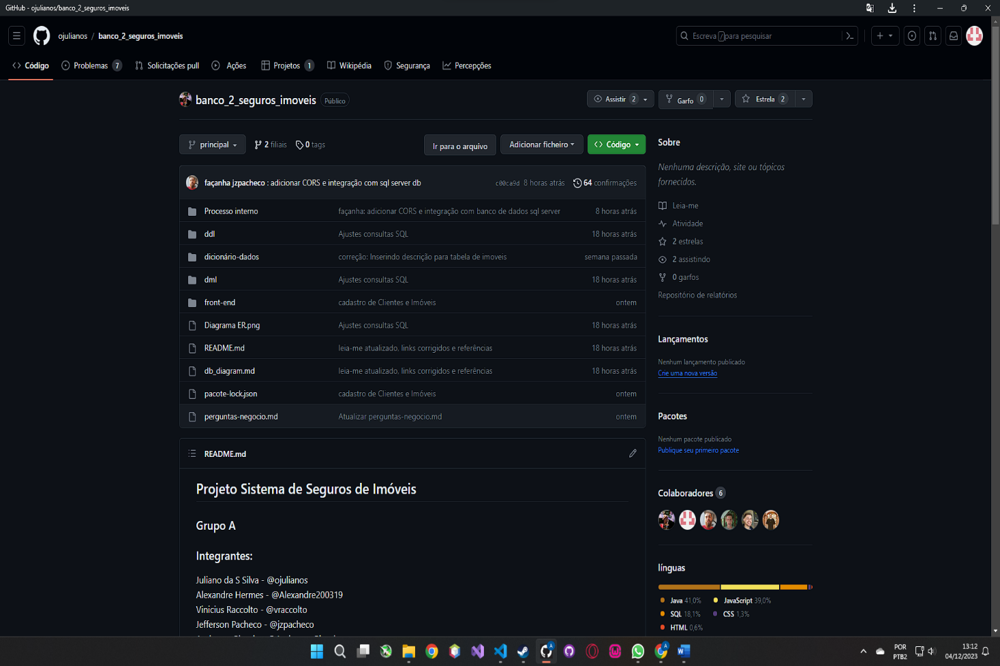 GitHub - ojulianos/banco_2_seguros_imoveis
ojulianos / banco_2_seguros_imoveis
Escreva / para pesquisar
Código
Problemas 7
Solicitações pull
Ações
Projetos 1
Wikipédia
Segurança
Percepções
banco_2_seguros_imoveis Público
Assistir 2
Garfo 0
Estrela 2
principal
2 filiais
0 tags
Ir para o arquivo
Adicionar ficheiro
Código
façanha jzpacheco : adicionar CORS e integração com sql server db c00ca9d 8 horas atrás 64 confirmações
Processo interno façanha: adicionar CORS e integração com banco de dados sql server 8 horas atrás
ddl Ajustes consultas SQL 18 horas atrás
dicionário-dados correção: Inserindo descrição para tabela de imoveis semana passada
dml Ajustes consultas SQL 18 horas atrás
front-end cadastro de Clientes e Imóveis ontem
Diagrama ER.png Ajustes consultas SQL 18 horas atrás
README.md leia-me atualizado, links corrigidos e referências 18 horas atrás
db_diagram.md leia-me atualizado, links corrigidos e referências 18 horas atrás
pacote-lock.json cadastro de Clientes e Imóveis ontem
perguntas-negocio.md Atualizar perguntas-negocio.md ontem
README.md
Projeto Sistema de Seguros de Imóveis
Grupo A
Integrantes:
Juliano da S Silva - @ojulianos
Alexandre Hermes - @Alexandre200319
Vinicius Raccolto - @vraccolto
Jefferson Pacheco - @jzpacheco
Sobre
Nenhuma descrição, site ou tópicos
fornecidos.
Leia-me
Atividade
2 estrelas
2 assistindo
0 garfos
Repositório de relatórios
Lançamentos
Nenhum lançamento publicado
Crie uma nova versão
Pacotes
Nenhum pacote publicado
Publique seu primeiro pacote
Colaboradores 6
línguas
Java 41,0% JavaScript 39,0%
SQL 18,1% CSS 1,3%
HTML 0,6%
POR
PTB2
13:12
04/12/2023